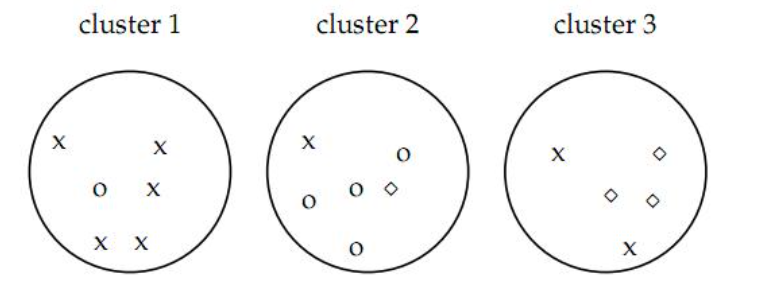 cluster 1 cluster 2 cluster 3
x x x o x ◇
o x o o ◇ ◇ ◇
x x o x